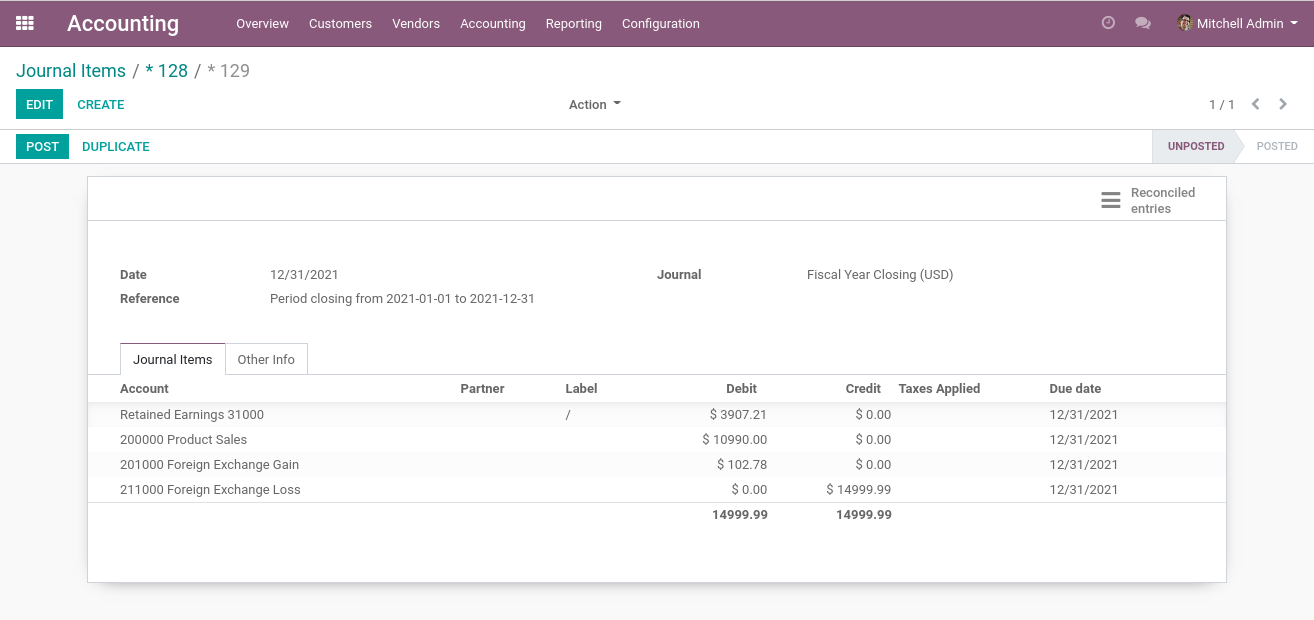 Accounting Overview Customers Vendors Accounting Reporting Configuration Mitchell Admin
Journal Items / * 128 / * 129
EDIT CREATE Action 1 / 1
POST DUPLICATE UNPOSTED POSTED
Reconciled
entries
Date 12/31/2021 Journal Fiscal Year Closing (USD)
Reference Period closing from 2021-01-01 to 2021-12-31
Journal Items Other Info
Account Partner Label Debit Credit Taxes Applied Due date
Retained Earnings 31000 / $ 3907.21 $ 0.00 12/31/2021
200000 Product Sales $ 10990.00 $ 0.00 12/31/2021
201000 Foreign Exchange Gain $ 102.78 $ 0.00 12/31/2021
211000 Foreign Exchange Loss $ 0.00 $ 14999.99 12/31/2021
14999.99 14999.99